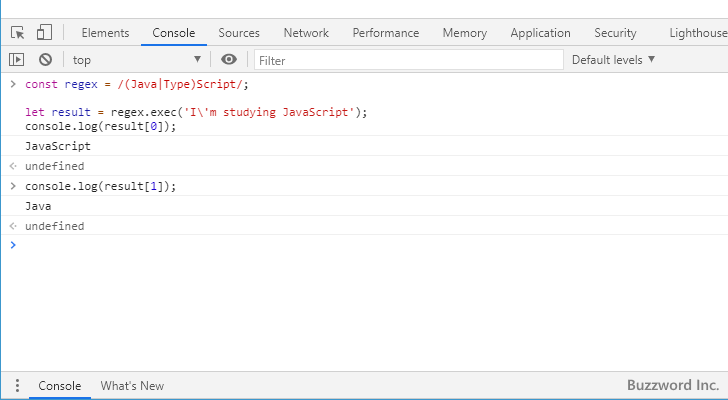 Elements Console Sources Network Performance Memory Application Security Lighthouse
top Filter Default levels
const regex = /(Java|Type)Script/;
let result = regex.exec('I\'m studying JavaScript');
console.log(result[0]);
JavaScript
undefined
console.log(result[1]);
Java
undefined
Console What's New
Buzzword Inc.